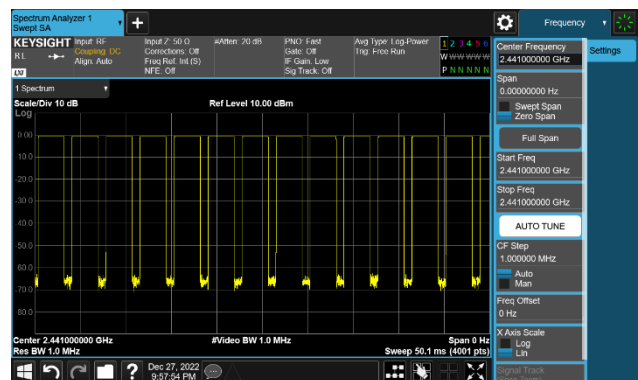 Spectrum Analyzer 1
Swept SA
+
Frequency
KEYSIGHT
RL
LXI
Input: RF
Coupling: DC
Align: Auto
Input Z: 50 Ω
Corrections: Off
Freq Ref: Int (S)
NFE: Off
#Atten: 20 dB
PNO: Fast
Gate: Off
IF Gain: Low
Sig Track: Off
Avg Type: Log-Power
Trig: Free Run
1 2 3 4 5 6
W W W W W W
P N N N N N
1 Spectrum
Scale/Div 10 dB
Ref Level 10.00 dBm
Log
0.00
-10.0
-20.0
-30.0
-40.0
-50.0
-60.0
-70.0
-80.0
Center 2.441000000 GHz
#Video BW 1.0 MHz
Span 0 Hz
Res BW 1.0 MHz
Sweep 50.1 ms (4001 pts)
Dec 27, 2022
9:57:54 PM
?
Center Frequency
2.441000000 GHz
Settings
Span
0.00000000 Hz
Swept Span
Zero Span
Full Span
Start Freq
2.441000000 GHz
Stop Freq
2.441000000 GHz
AUTO TUNE
CF Step
1.000000 MHz
Auto
Man
Freq Offset
0 Hz
X Axis Scale
Log
Lin
Signal Track